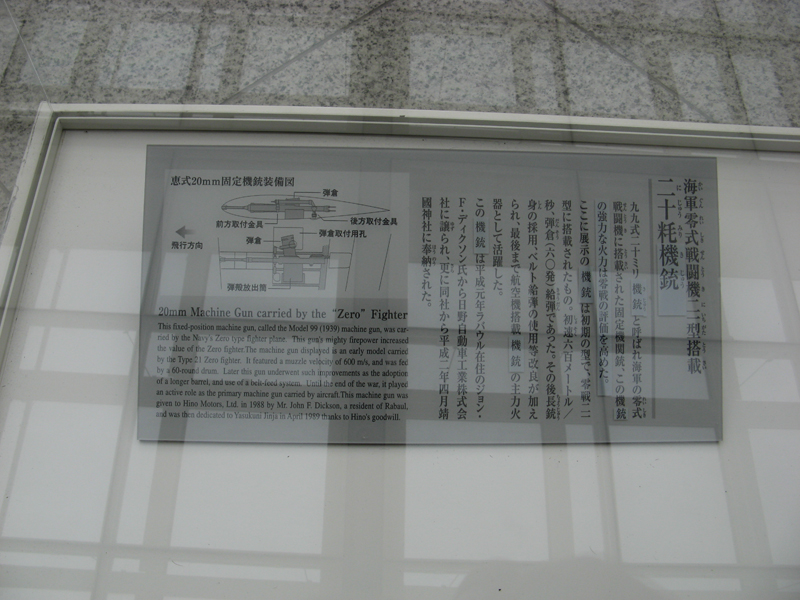 海軍零式戦闘機二一型搭載
二十粍機銃
九九式二十ミリ機銃と呼ばれ海軍の零式
戦闘機に搭載された固定機関銃、この機銃
の強力な火力は零戦の評価を高めた。
ここに展示の機銃は初期の型で、零戦二一
型に搭載されたもの、初速六百メートル／
秒、弾倉(六〇発)給弾であった。その後長銃
身の採用、ベルト給弾の使用等改良が加え
られ、最後まで航空機搭載機銃の主力火
器として活躍した。
この機銃は平成元年ラバウル在住のジョン・
F・ディクソン氏から日野自動車工業株式会
社に譲られ、更に同社から平成元年四月靖
國神社に奉納された。
恵式20mm固定機銃装備図
弾倉
前方取付金具
後方取付金具
飛行方向
弾倉
弾倉取付用孔
弾殻放出筒
20mm Machine Gun carried by the "Zero" Fighter
This fixed-position machine gun, called the Model 99 (1939) machine gun, was car-
ried by the Navy's Zero type fighter plane. This gun's mighty firepower increased
the value of the Zero fighter.The machine gun displayed is an early model carried
by the Type 21 Zero fighter. It featured a muzzle velocity of 600 m/s, and was fed
by a 60-round drum. Later this gun underwent such improvements as the adoption
of a longer barrel, and use of a belt-feed system. Until the end of the war, it played
an active role as the primary machine gun carried by aircraft.This machine gun was
given to Hino Motors, Ltd. in 1988 by Mr. John F. Dickson, a resident of Rabaul,
and was then dedicated to Yasukuni Jinja in April 1989 thanks to Hino's goodwill.